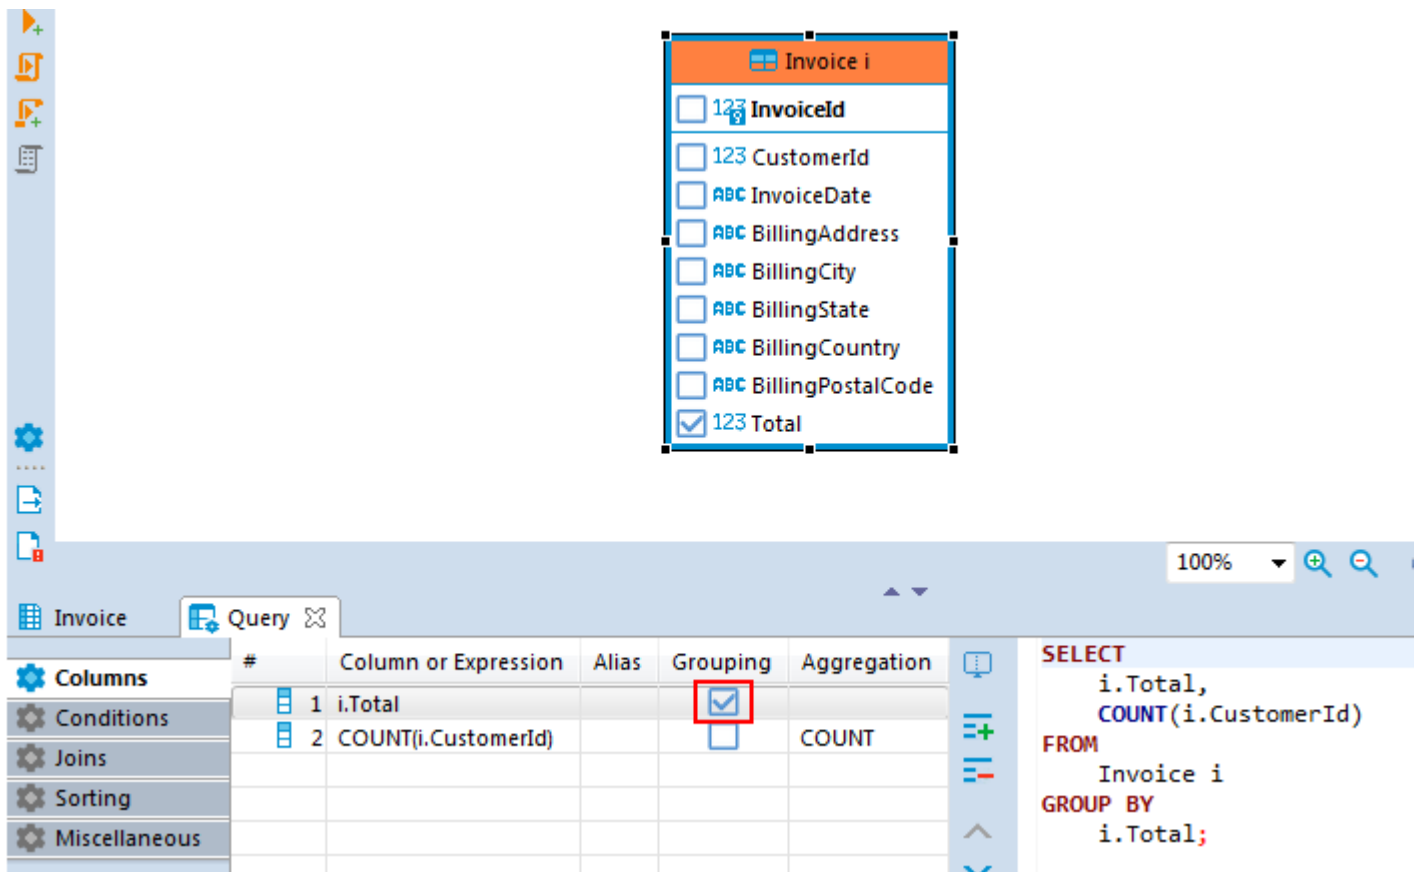 Invoice i
123 InvoiceId
123 CustomerId
ABC InvoiceDate
ABC BillingAddress
ABC BillingCity
ABC BillingState
ABC BillingCountry
ABC BillingPostalCode
123 Total
100%
Invoice Query
Columns
Conditions
Joins
Sorting
Miscellaneous
# Column or Expression Alias Grouping Aggregation
1 i.Total
2 COUNT(i.CustomerId) COUNT
SELECT
i.Total,
COUNT(i.CustomerId)
FROM
Invoice i
GROUP BY
i.Total;